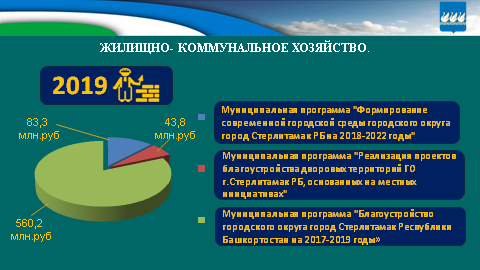 ЖИЛИЩНО- КОММУНАЛЬНОЕ ХОЗЯЙСТВО.
2019
83,3
млн.руб
43,8
млн.руб
560,2
млн.руб
Муниципальная программа "Формирование
современной городской среды городского округа
город Стерлитамак РБ на 2018-2022 годы"
Муниципальная программа "Реализация проектов
благоустройства дворовых территорий ГО
г.Стерлитамак РБ, основанных на местных
инициативах"
Муниципальная программа "Благоустройство
городского округа город Стерлитамак Республики
Башкортостан на 2017-2019 годы»